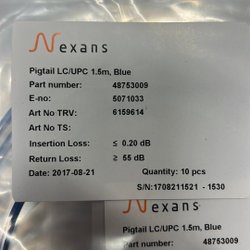 Nexans
Pigtail LC/UPC 1.5m, Blue
Part number: 48753009
E-no: 5071033
Art No TRV: 6159614
Art No TS:
Insertion Loss: ≤ 0.20 dB
Return Loss: ≥ 55 dB
Date: 2017-08-21 Quantity: 10 pcs
S/N:1708211521 - 1530
Nexans
Pigtail LC/UPC 1.5m, Blue
Part number: 48753009